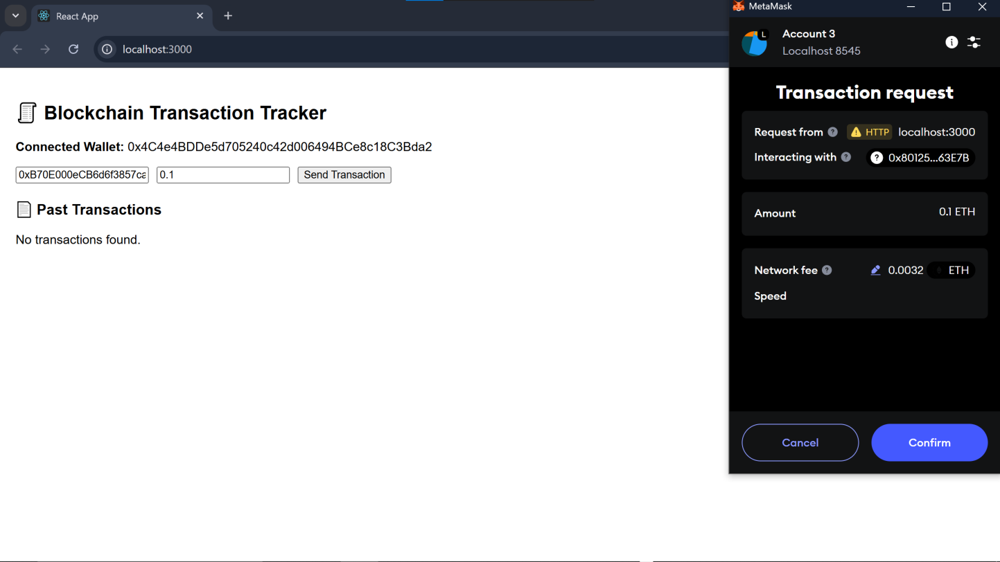 React App
localhost:3000
Blockchain Transaction Tracker
Connected Wallet: 0x4C4e4BDDe5d705240c42d006494BCe8c18C3Bda2
0xB70E000eCB6d6f3857ca
0.1
Send Transaction
Past Transactions
No transactions found.
MetaMask
L
Account 3
Localhost 8545
Transaction request
Request from HTTP localhost:3000
Interacting with 0x80125...63E7B
Amount 0.1 ETH
Network fee 0.0032 ETH
Speed
Cancel
Confirm